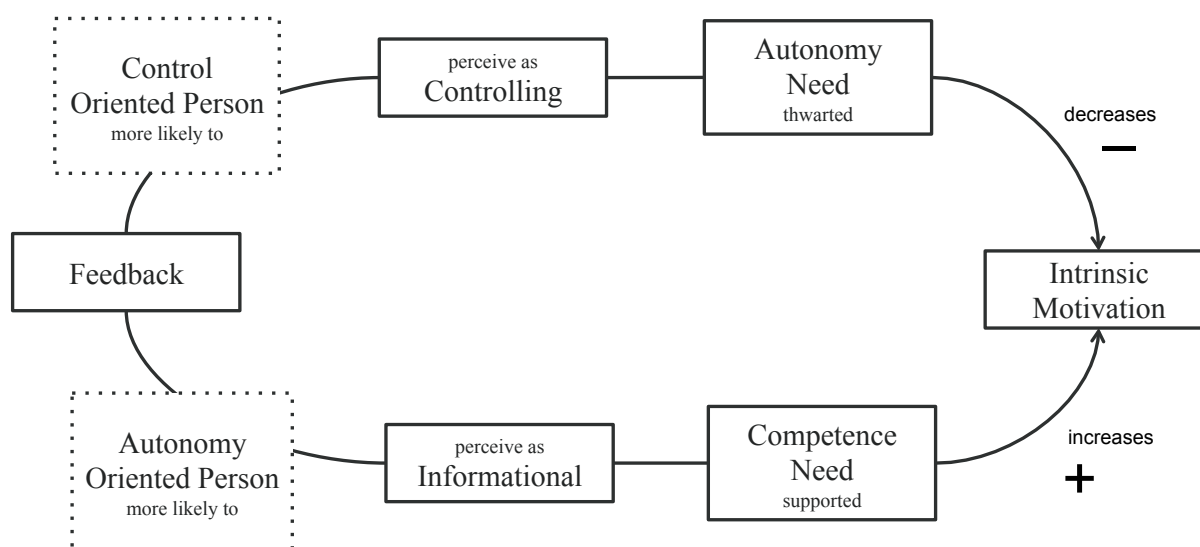 Control
Oriented Person
more likely to
perceive as
Controlling
Autonomy
Need
thwarted
decreases
−
Feedback
Intrinsic
Motivation
Autonomy
Oriented Person
more likely to
perceive as
Informational
Competence
Need
supported
increases
+